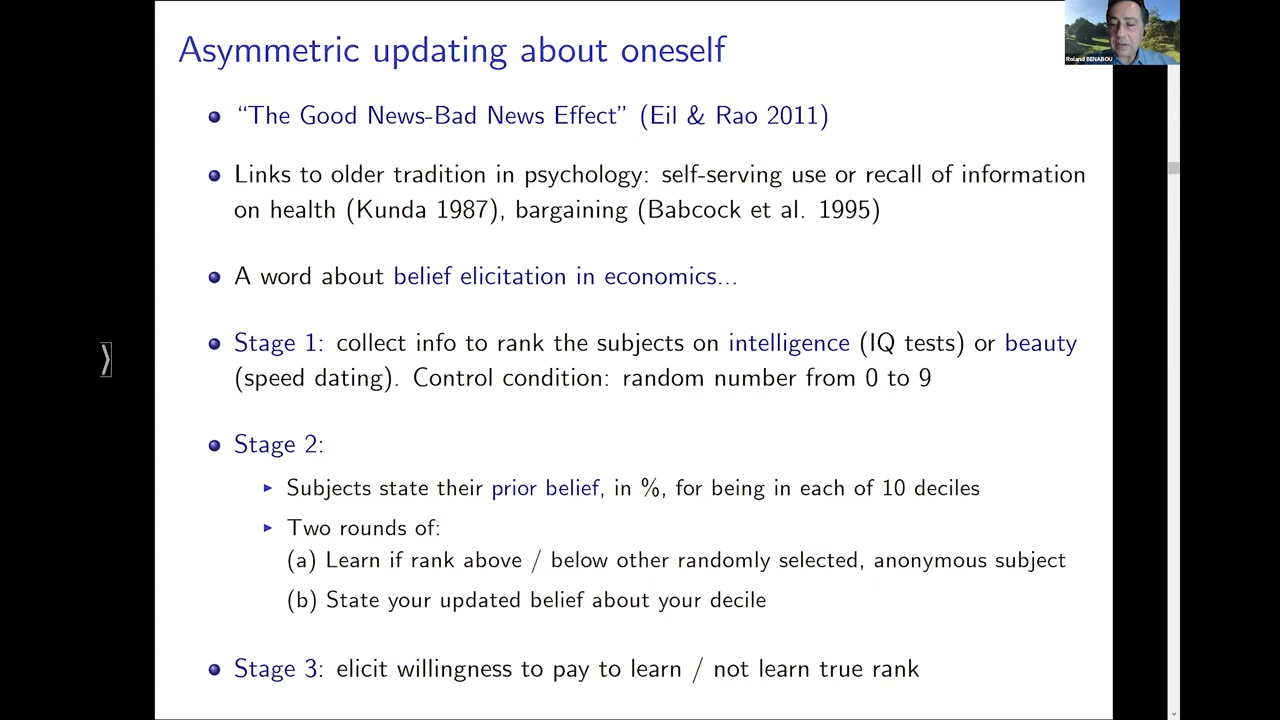 Asymmetric updating about oneself
Roland BENABOU
“The Good News-Bad News Effect” (Eil & Rao 2011)
Links to older tradition in psychology: self-serving use or recall of information
on health (Kunda 1987), bargaining (Babcock et al. 1995)
A word about belief elicitation in economics...
Stage 1: collect info to rank the subjects on intelligence (IQ tests) or beauty
(speed dating). Control condition: random number from 0 to 9
Stage 2:
Subjects state their prior belief, in %, for being in each of 10 deciles
Two rounds of:
(a) Learn if rank above / below other randomly selected, anonymous subject
(b) State your updated belief about your decile
Stage 3: elicit willingness to pay to learn / not learn true rank